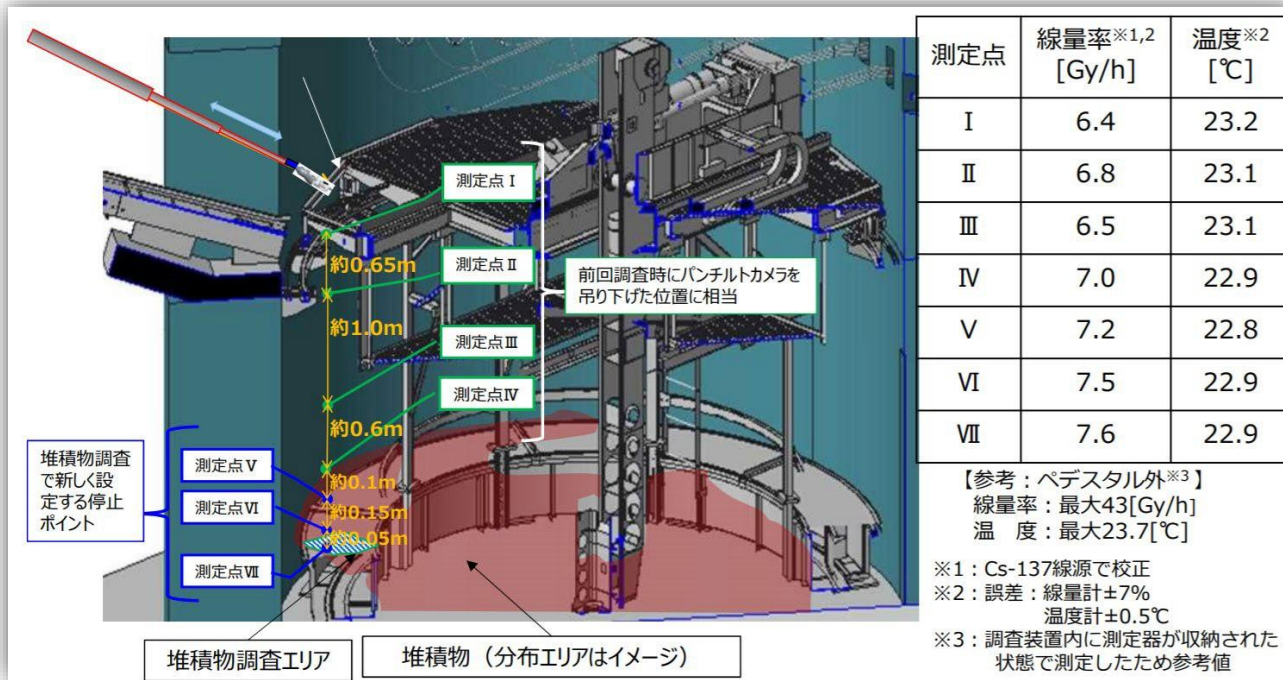 測定点Ⅰ
測定点Ⅱ
測定点Ⅲ
測定点Ⅳ
約0.65m
約1.0m
約0.6m
約0.1m
約0.15m
約0.05m
前回調査時にパンチルトカメラを
吊り下げた位置に相当
堆積物調査
で新しく設
定する停止
ポイント
測定点Ⅴ
測定点Ⅵ
測定点Ⅶ
堆積物調査エリア
堆積物（分布エリアはイメージ）
測定点 線量率※1,2 [Gy/h] 温度※2 [℃]
Ⅰ 6.4 23.2
Ⅱ 6.8 23.1
Ⅲ 6.5 23.1
Ⅳ 7.0 22.9
Ⅴ 7.2 22.8
Ⅵ 7.5 22.9
Ⅶ 7.6 22.9
【参考：ペデスタル外※3】
線量率：最大43[Gy/h]
温　度：最大23.7[℃]
※1：Cs-137線源で校正
※2：誤差：線量計±7%
温度計±0.5℃
※3：調査装置内に測定器が収納された
状態で測定したため参考値